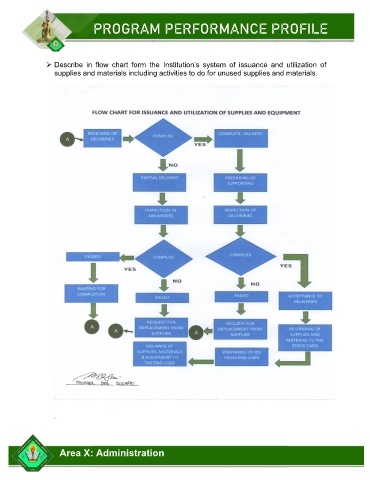 PROGRAM PERFORMANCE PROFILE
➢ Describe in flow chart form the Institution's system of issuance and utilization of
supplies and materials including activities to do for unused supplies and materials.
FLOW CHART FOR ISSUANCE AND UTILIZATION OF SUPPLIES AND EQUIPMENT
A
RECEIVING OF
DELIVERIES
COMPLIED
YES
COMPLETE DELIVERY
NO
PARTIAL DELIVERY
PREPARING OF
SUPPORTING
INSPECTION OF
DELIVERIES
INSPECTION OF
DELIVERIES
PASSED
YES
COMPLIED
COMPLIED
YES
WAITING FOR
COMPLETION
NO
NO
FAILED
FAILED
ACCEPTANCE OF
DELIVERIES
A
A
REQUEST FOR
REPLACEMENT FROM
SUPPLIER
A
REQUEST FOR
REPLACEMENT FROM
SUPPLIER
RECORDING OF
SUPPLIES AND
MATERIAL TO THE
STOCK CARD
ISSUANCE OF
SUPPLIES, MATERIALS
& EQUIPMENT TO
THE END-USER
PREPARING OF RIS
FROM END-USER
Area X: Administration